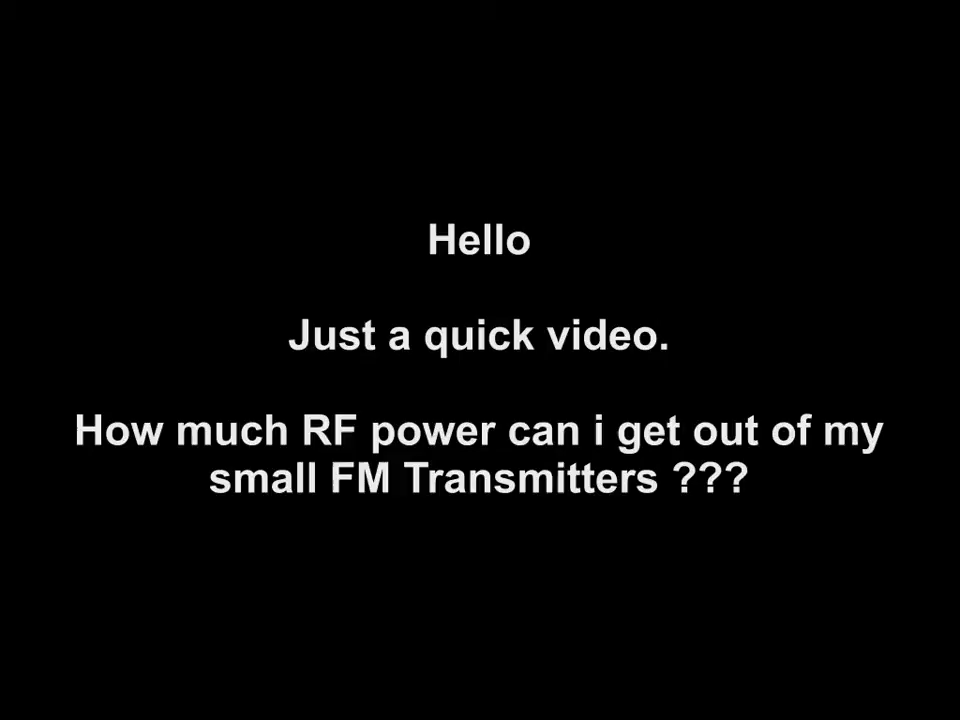 Hello
Just a quick video.
How much RF power can i get out of my
small FM Transmitters ???